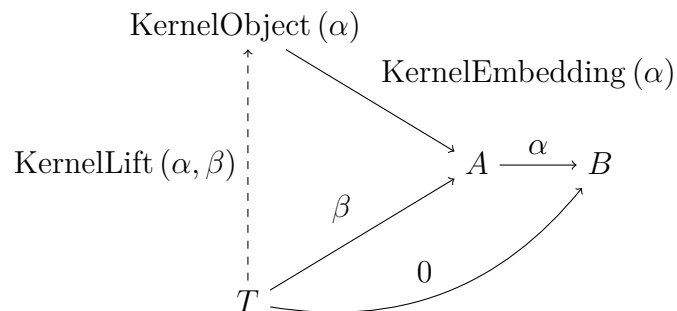 KernelObject (α)
KernelEmbedding (α)
KernelLift (α, β)
A
α
B
β
0
T